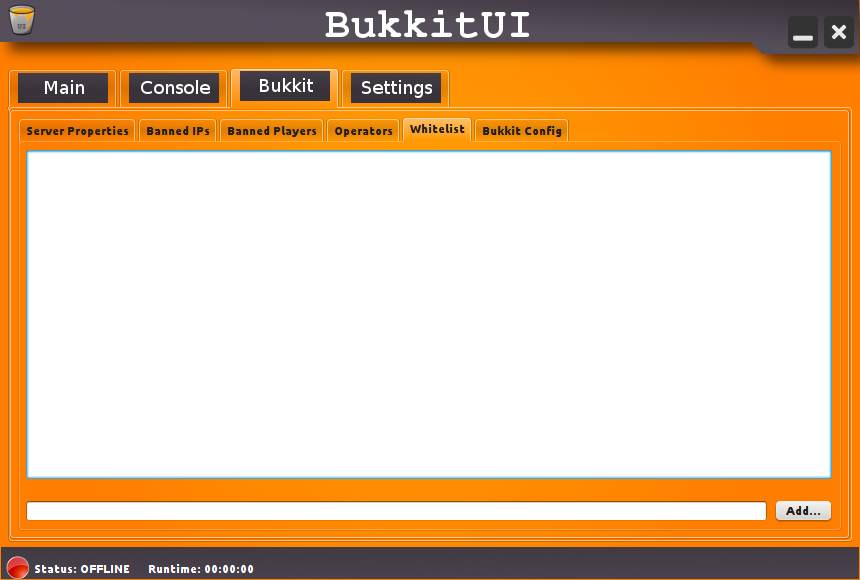 UI
BukkitUI
Main Console Bukkit Settings
Server Properties Banned IPs Banned Players Operators Whitelist Bukkit Config
Add...
Status: OFFLINE Runtime: 00:00:00